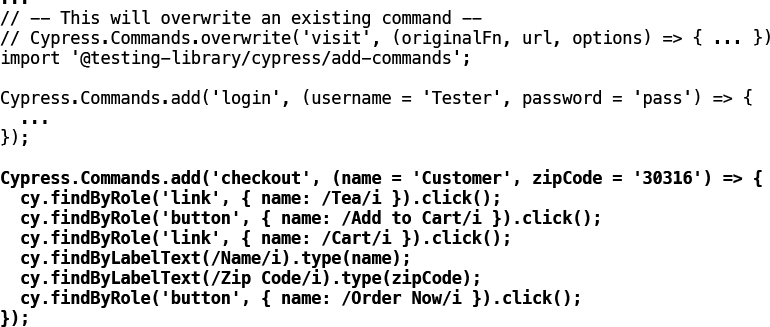 ...
// -- This will overwrite an existing command --
// Cypress.Commands.overwrite('visit', (originalFn, url, options) => { ... })
import '@testing-library/cypress/add-commands';
Cypress.Commands.add('login', (username = 'Tester', password = 'pass') => {
  ...
});
Cypress.Commands.add('checkout', (name = 'Customer', zipCode = '30316') => {
  cy.findByRole('link', { name: /Tea/i }).click();
  cy.findByRole('button', { name: /Add to Cart/i }).click();
  cy.findByRole('link', { name: /Cart/i }).click();
  cy.findByLabelText(/Name/i).type(name);
  cy.findByLabelText(/Zip Code/i).type(zipCode);
  cy.findByRole('button', { name: /Order Now/i }).click();
});